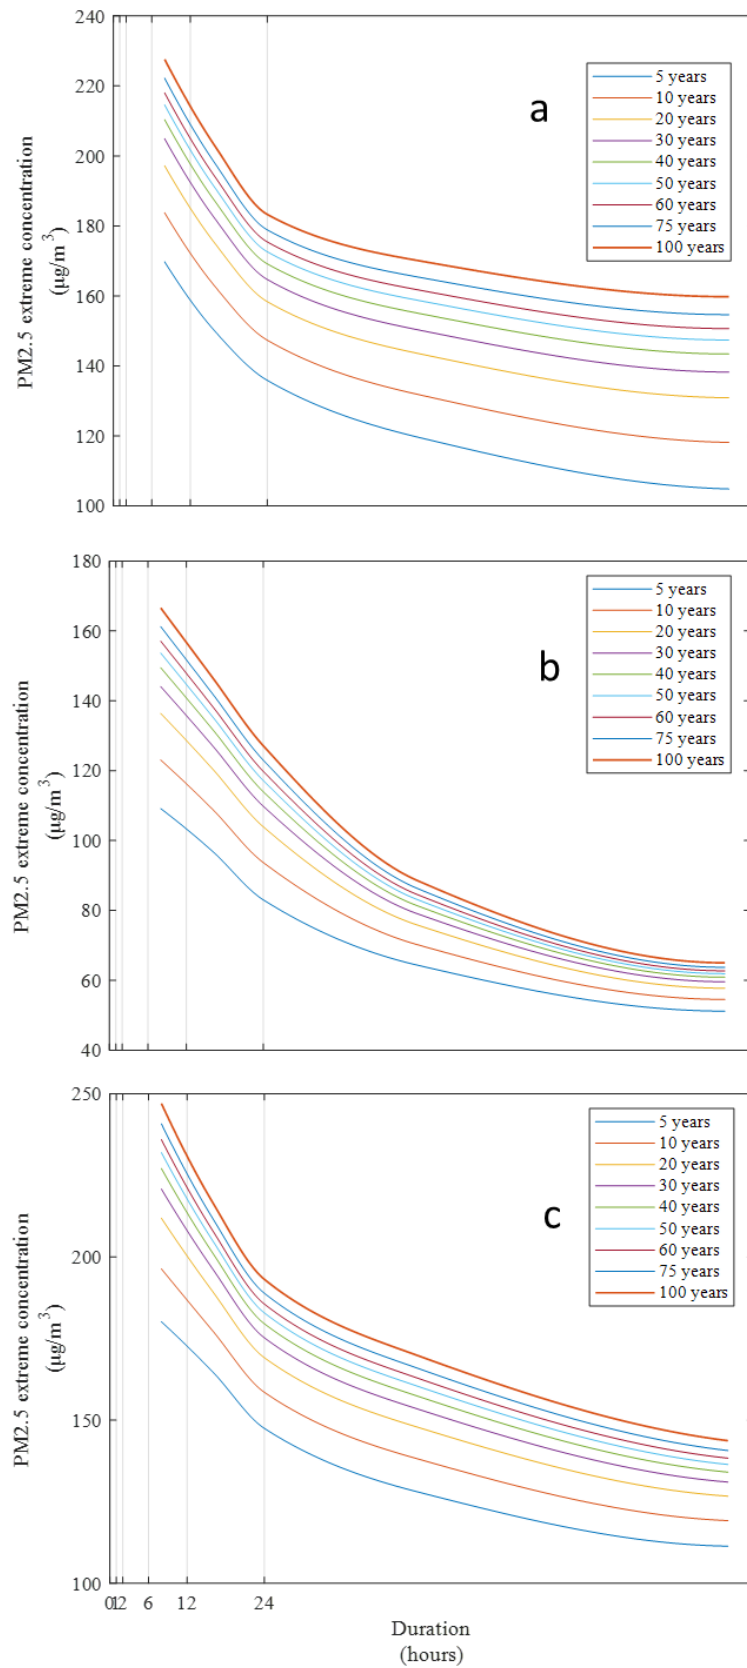 240
220
200
180
160
140
120
100
PM2.5 extreme concentration
(µg/m³)
a
5 years
10 years
20 years
30 years
40 years
50 years
60 years
75 years
100 years
180
160
140
120
100
80
60
40
PM2.5 extreme concentration
(µg/m³)
b
5 years
10 years
20 years
30 years
40 years
50 years
60 years
75 years
100 years
250
200
150
100
PM2.5 extreme concentration
(µg/m³)
c
5 years
10 years
20 years
30 years
40 years
50 years
60 years
75 years
100 years
0 1 2 6 12 24
Duration
(hours)